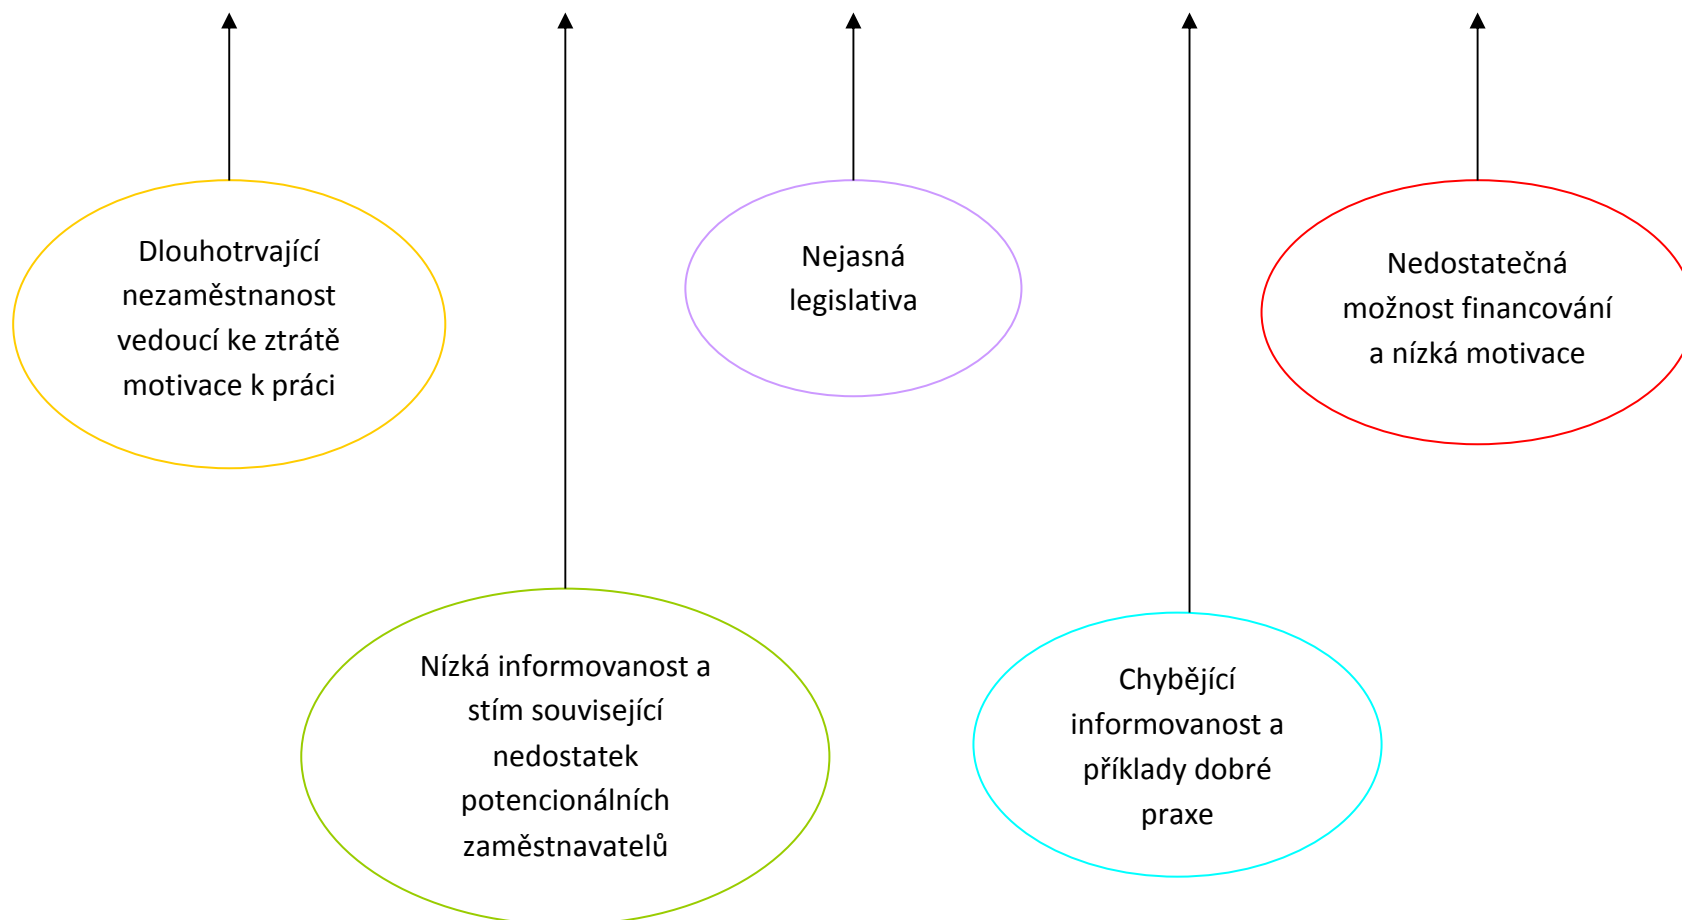 Dlouhotrvající
nezaměstnanost
vedoucí ke ztrátě
motivace k práci
Nejasná
legislativa
Nedostatečná
možnost financování
a nízká motivace
Nízká informovanost a
stím související
nedostatek
potencionálních
zaměstnavatelů
Chybějící
informovanost a
příklady dobré
praxe